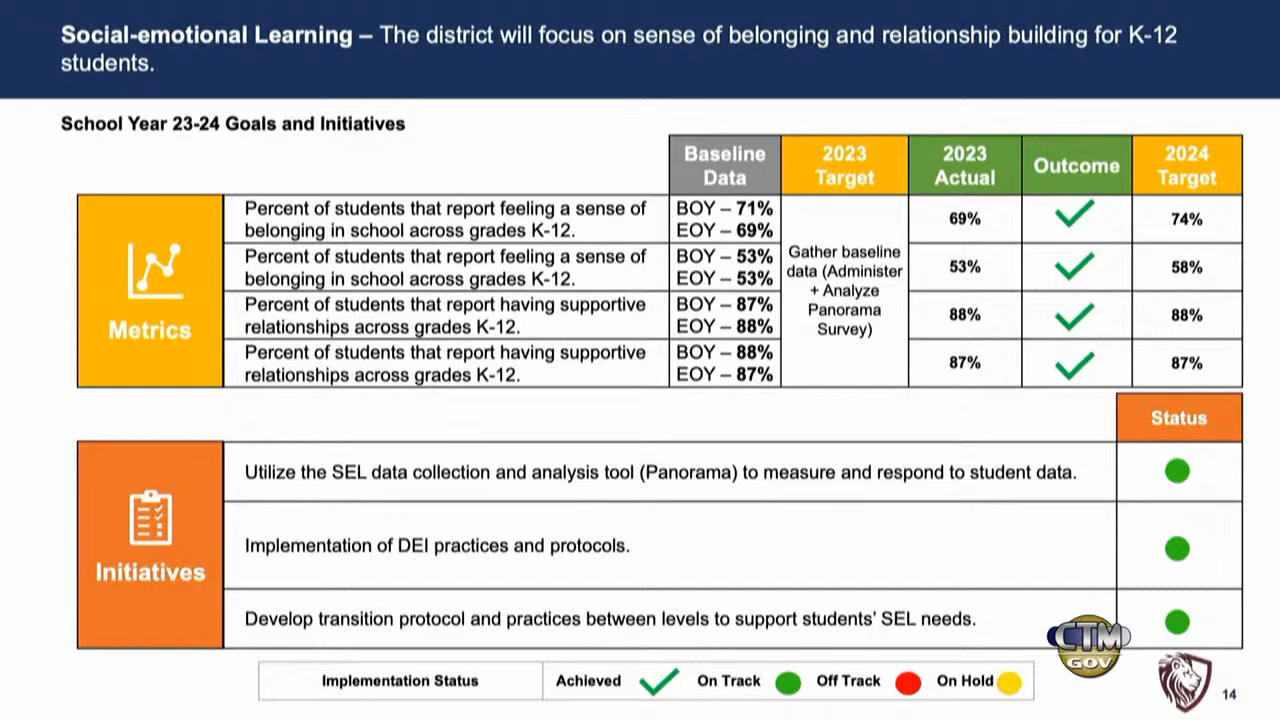 Social-emotional Learning – The district will focus on sense of belonging and relationship building for K-12
students.
School Year 23-24 Goals and Initiatives
Baseline
Data
2023
Target
2023
Actual
Outcome
2024
Target
Metrics
Percent of students that report feeling a sense of
belonging in school across grades K-12.
BOY – 71%
EOY – 69%
Gather baseline
data (Administer
+ Analyze
Panorama
Survey)
69%
74%
Percent of students that report feeling a sense of
belonging in school across grades K-12.
BOY – 53%
EOY – 53%
53%
58%
Percent of students that report having supportive
relationships across grades K-12.
BOY – 87%
EOY – 88%
88%
88%
Percent of students that report having supportive
relationships across grades K-12.
BOY – 88%
EOY – 87%
87%
87%
Status
Initiatives
Utilize the SEL data collection and analysis tool (Panorama) to measure and respond to student data.
Implementation of DEI practices and protocols.
Develop transition protocol and practices between levels to support students’ SEL needs.
CTM
GOV
Implementation Status
Achieved
On Track
Off Track
On Hold
14